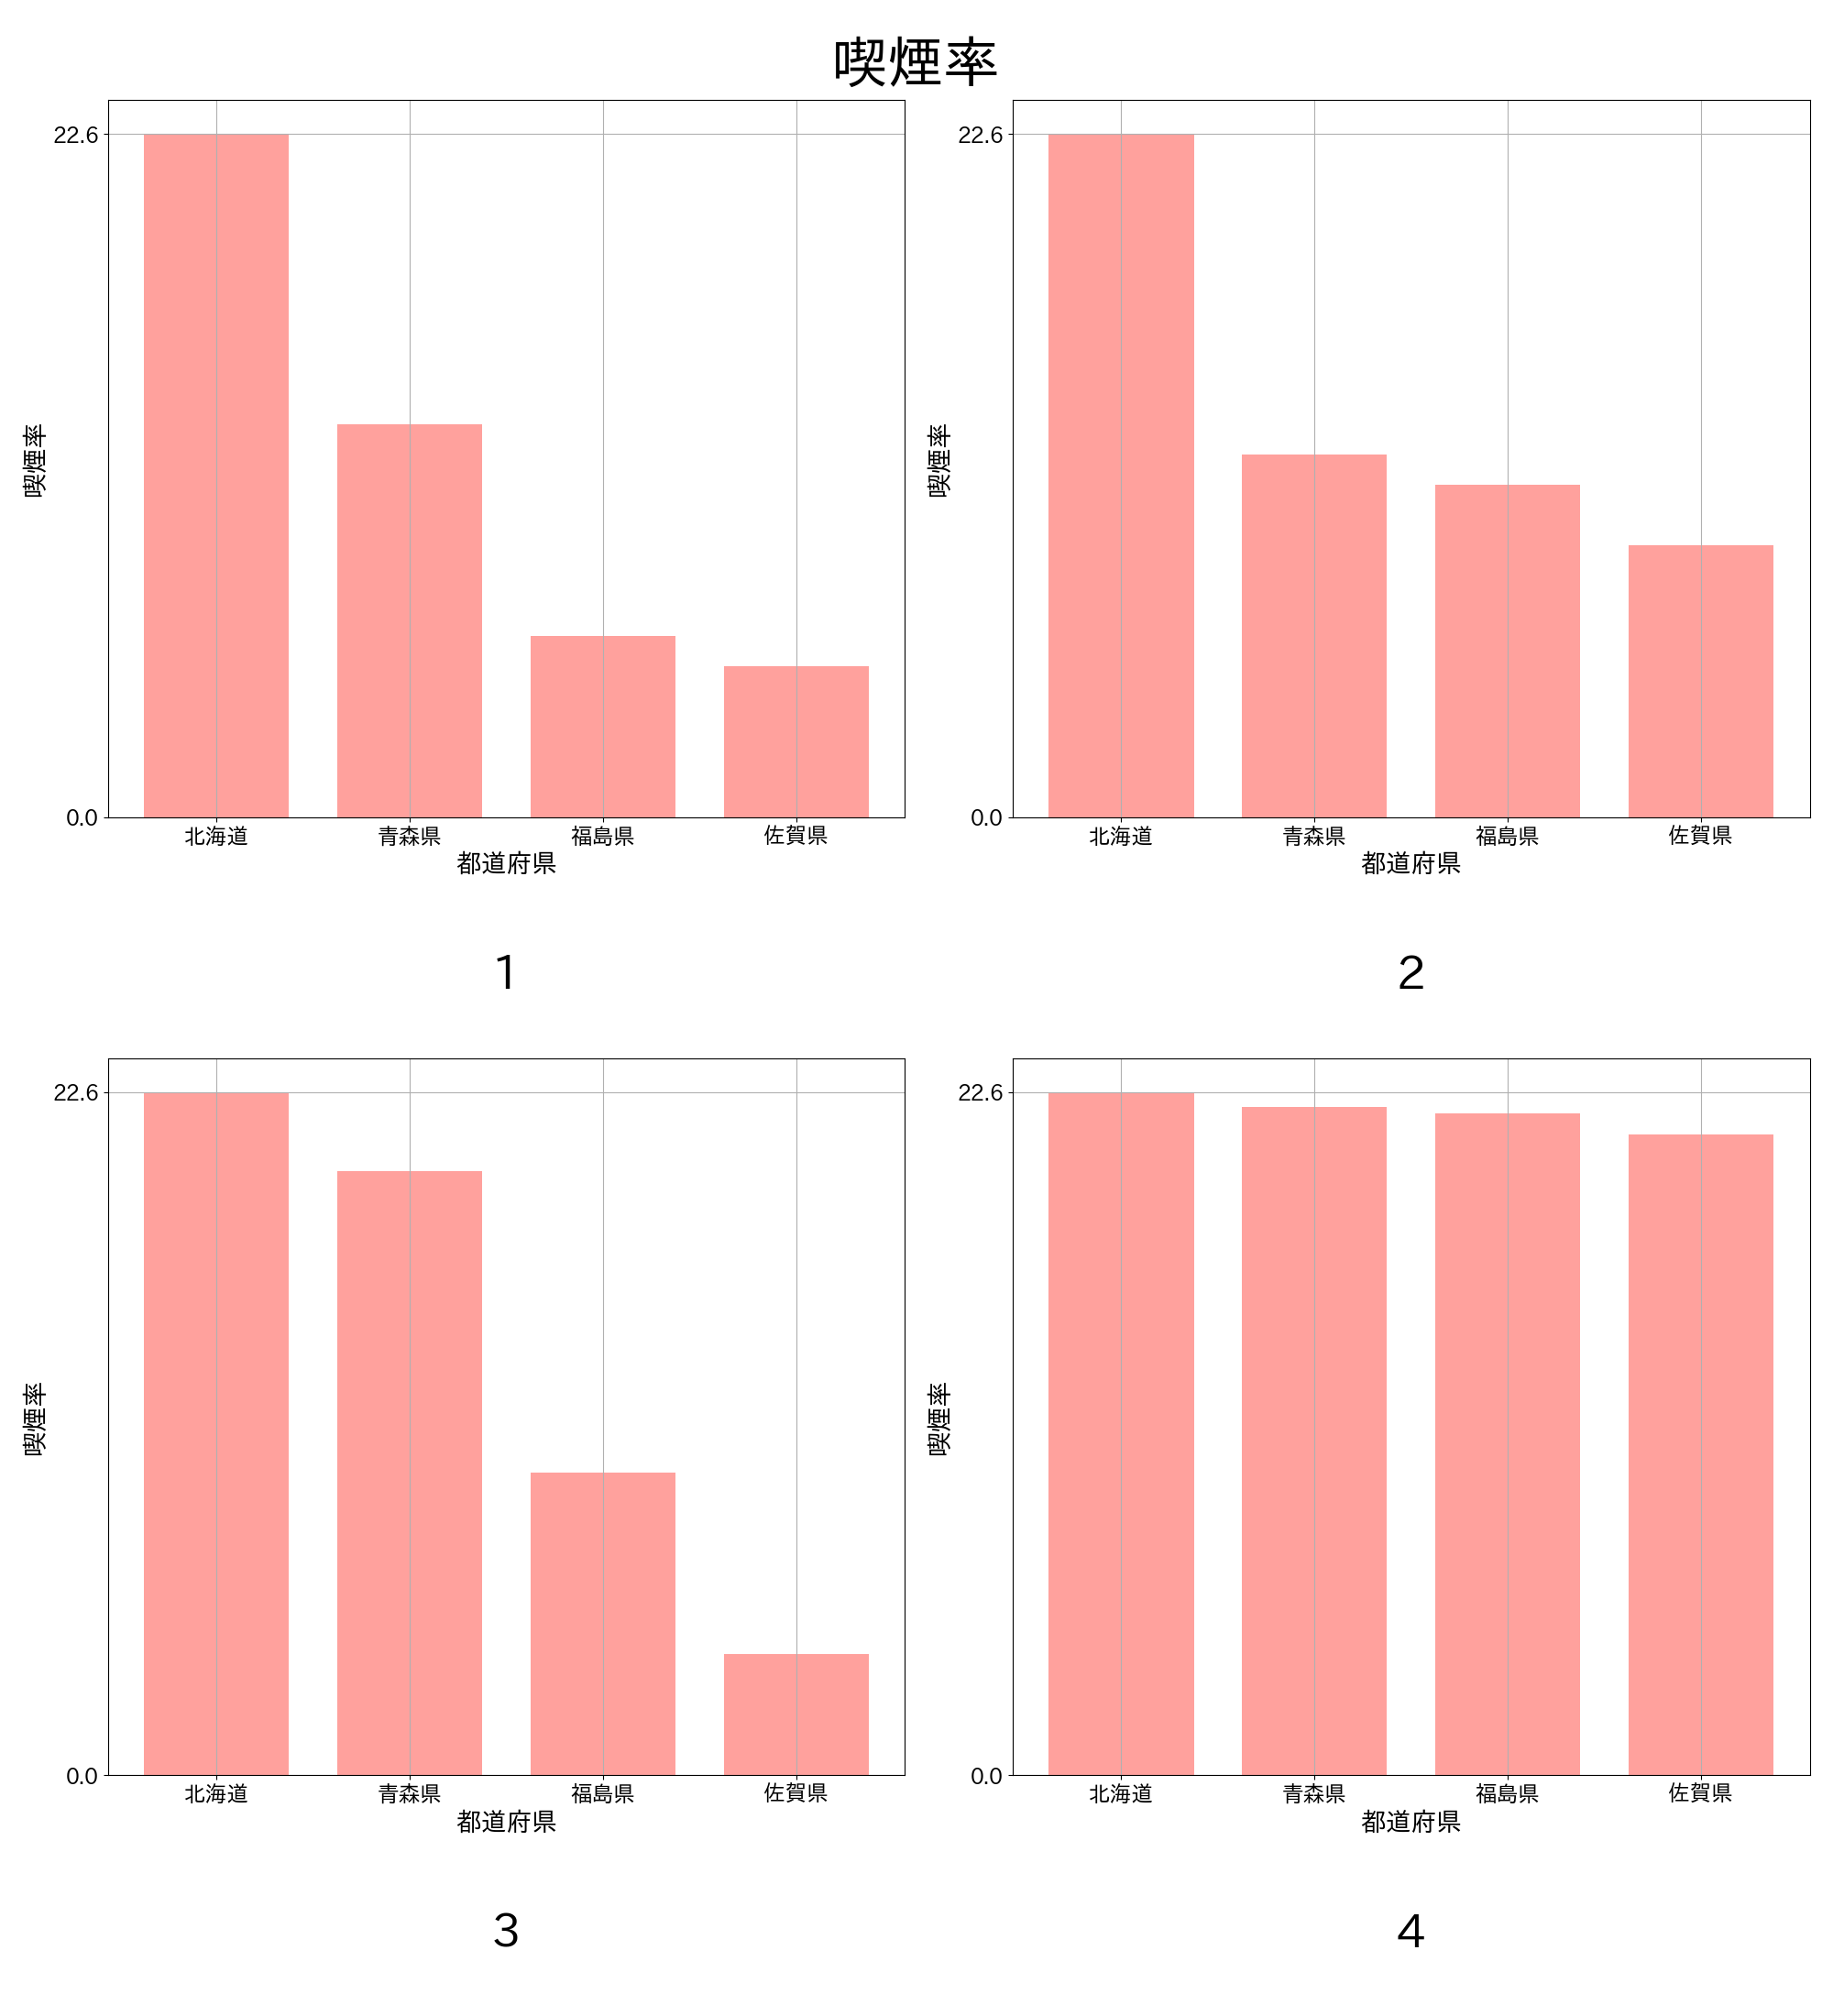 喫煙率
22.6
0.0
喫煙率
北海道 青森県 福島県 佐賀県
都道府県
1
22.6
0.0
喫煙率
北海道 青森県 福島県 佐賀県
都道府県
2
22.6
0.0
喫煙率
北海道 青森県 福島県 佐賀県
都道府県
3
22.6
0.0
喫煙率
北海道 青森県 福島県 佐賀県
都道府県
4